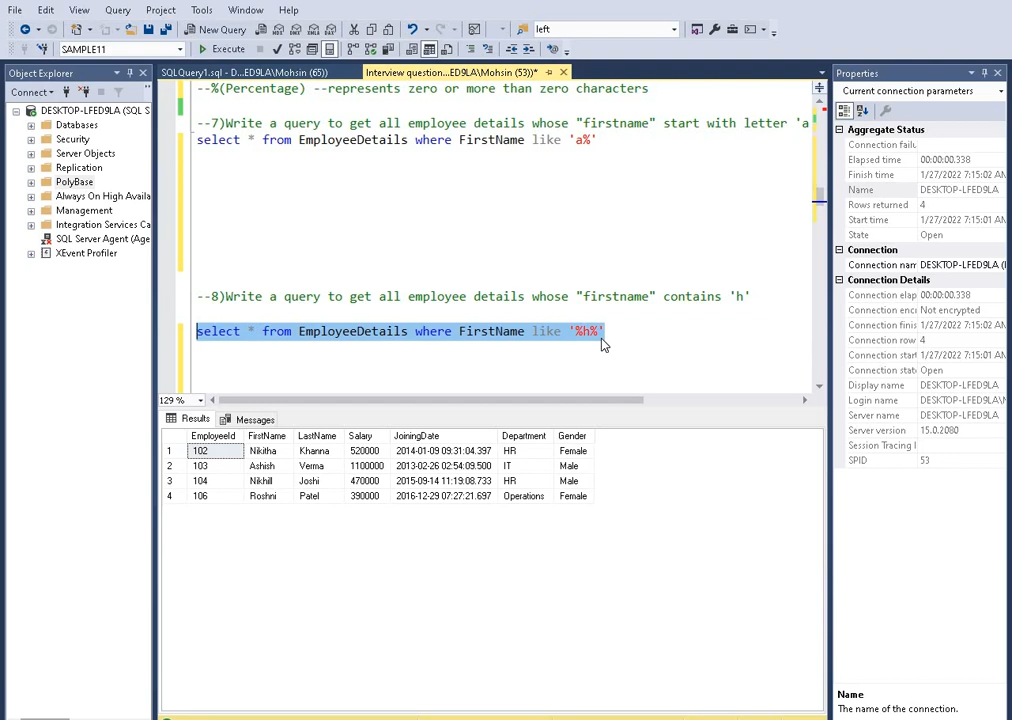 File Edit View Query Project Tools Window Help
New Query left
SAMPLE11 Execute
Object Explorer
Connect
DESKTOP-LFED9LA (SQL S
Databases
Security
Server Objects
Replication
PolyBase
Always On High Availa
Management
Integration Services Ca
SQL Server Agent (Age
XEvent Profiler
SQLQuery1.sql - D...ED9LA\Mohsin (65)) Interview question...ED9LA\Mohsin (53))*
--%(Percentage) --represents zero or more than zero characters
--7)Write a query to get all employee details whose "firstname" start with letter 'a
select * from EmployeeDetails where FirstName like 'a%'
--8)Write a query to get all employee details whose "firstname" contains 'h'
select * from EmployeeDetails where FirstName like '%h%'
129 %
Results Messages
EmployeeId FirstName LastName Salary JoiningDate Department Gender
1 102 Nikitha Khanna 520000 2014-01-09 09:31:04.397 HR Female
2 103 Ashish Verma 1100000 2013-02-26 02:54:09.500 IT Male
3 104 Nikhill Joshi 470000 2015-09-14 11:19:08.733 HR Male
4 106 Roshni Patel 390000 2016-12-29 07:27:21.697 Operations Female
Properties
Current connection parameters
Aggregate Status
Connection failu
Elapsed time 00:00:00.338
Finish time 1/27/2022 7:15:02 A
Name DESKTOP-LFED9LA
Rows returned 4
Start time 1/27/2022 7:15:01 A
State Open
Connection
Connection nam DESKTOP-LFED9LA (I
Connection Details
Connection elap 00:00:00.338
Connection enc Not encrypted
Connection finis 1/27/2022 7:15:02 A
Connection row 4
Connection start 1/27/2022 7:15:01 A
Connection state Open
Display name DESKTOP-LFED9LA
Login name DESKTOP-LFED9LA\M
Server name DESKTOP-LFED9LA
Server version 15.0.2080
Session Tracing I
SPID 53
Name
The name of the connection.